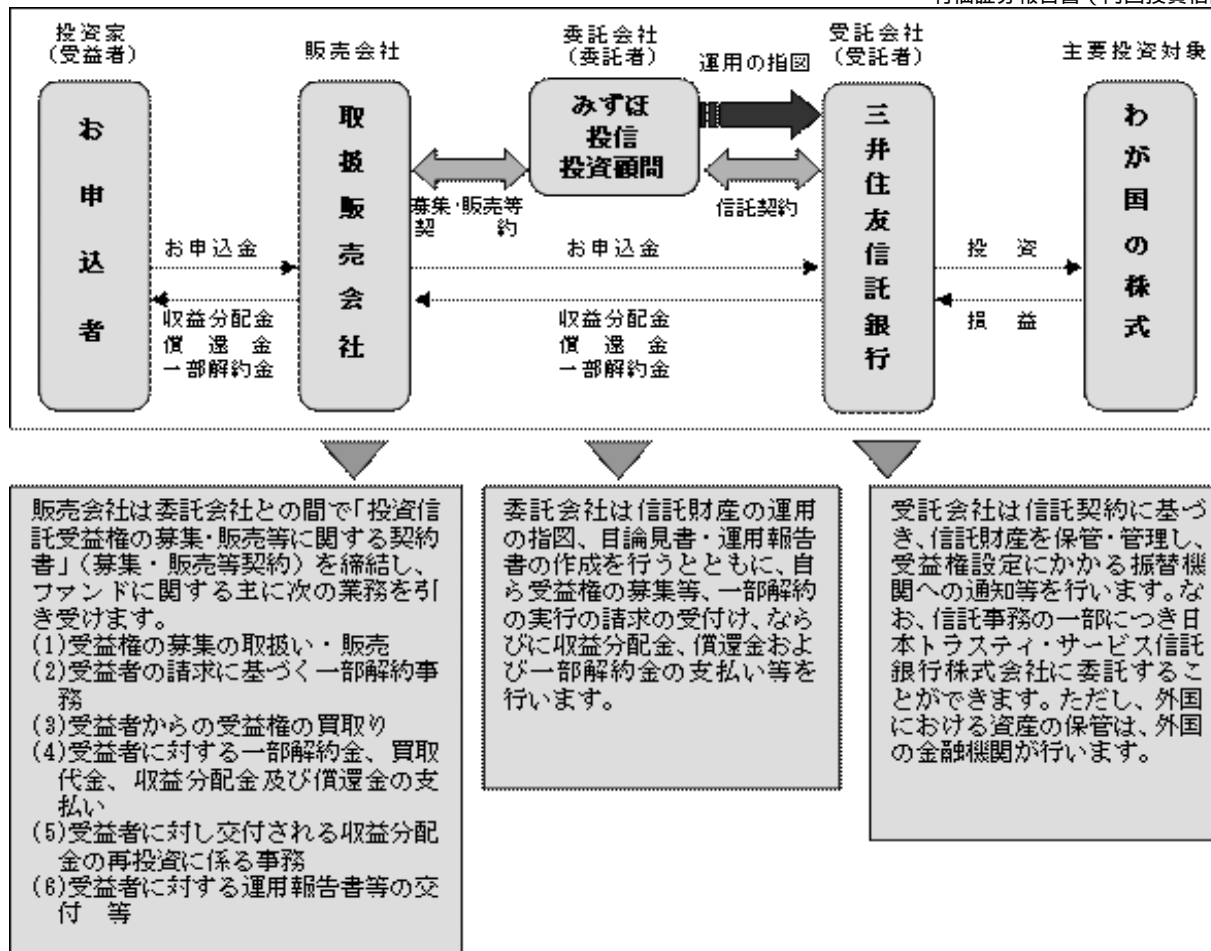 投資家
(受益者)
販売会社
委託会社
(委託者)
運用の指図
受託会社
(受託者)
主要投資対象
お申込者
取扱販売会社
みずほ
投信
投資顧問
三井住友信託銀行
わが国の株式
募集・販売等
契 約
信託契約
お申込金
お申込金
投 資
収益分配金
償 還 金
一部解約金
収益分配金
償 還 金
一部解約金
損 益
販売会社は委託会社との間で「投資信
託受益権の募集・販売等に関する契約
書」(募集・販売等契約)を締結し、
ファンドに関する主に次の業務を引
き受けます。
(1)受益権の募集の取扱い・販売
(2)受益者の請求に基づく一部解約事
務
(3)受益者からの受益権の買取り
(4)受益者に対する一部解約金、買取
代金、収益分配金及び償還金の支
払い
(5)受益者に対し交付される収益分配
金の再投資に係る事務
(6)受益者に対する運用報告書等の交
付 等
委託会社は信託財産の運用
の指図、目論見書・運用報告
書の作成を行うとともに、自
ら受益権の募集等、一部解約
の実行の請求の受付け、なら
びに収益分配金、償還金およ
び一部解約金の支払い等を
行います。
受託会社は信託契約に基づ
き、信託財産を保管・管理し、
受益権設定にかかる振替機
関への通知等を行います。な
お、信託事務の一部につき日
本トラスティ・サービス信託
銀行株式会社に委託するこ
とができます。ただし、外国
における資産の保管は、外国
の金融機関が行います。